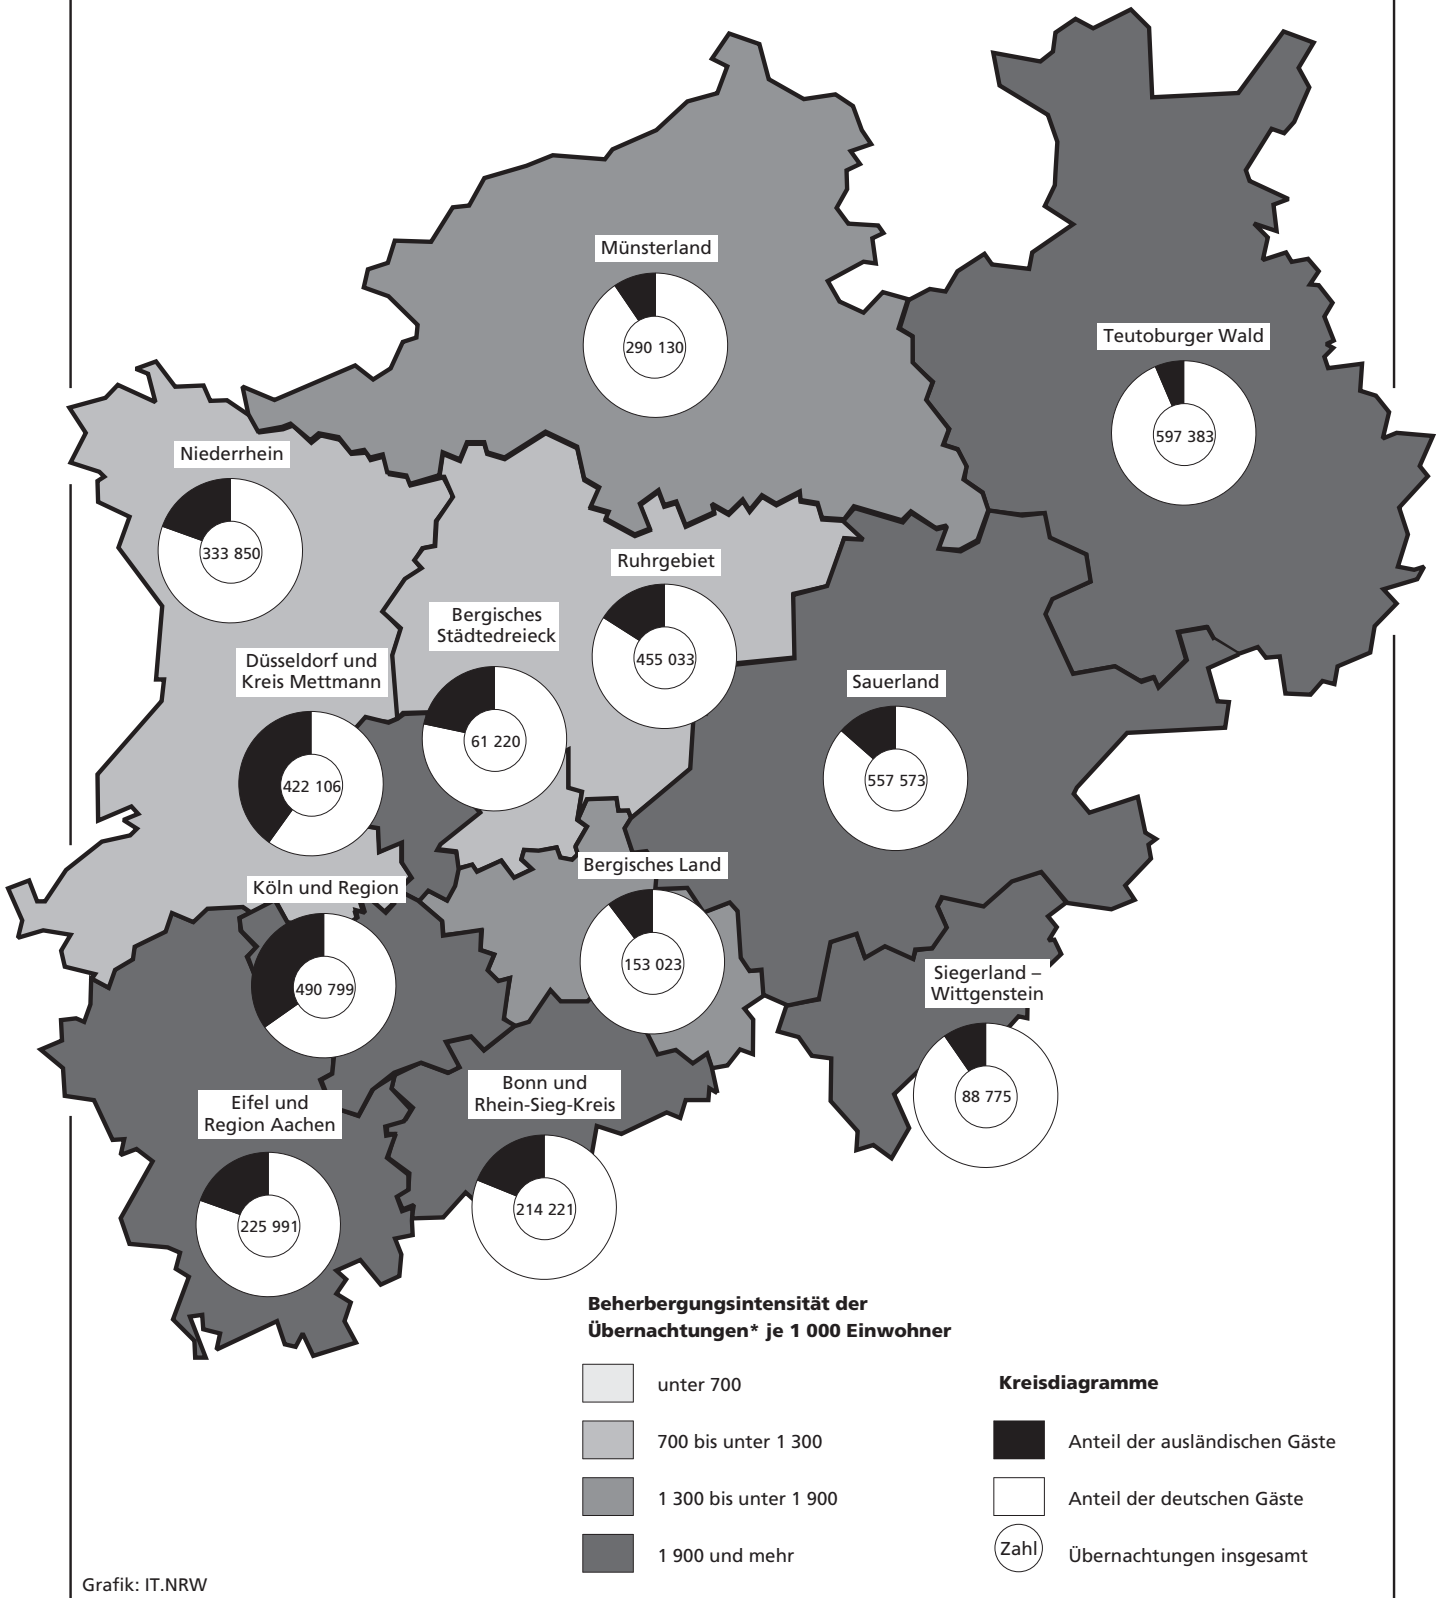 Münsterland
290 130
Teutoburger Wald
597 383
Niederrhein
333 850
Ruhrgebiet
455 033
Bergisches
Städtedreieck
61 220
Düsseldorf und
Kreis Mettmann
422 106
Sauerland
557 573
Köln und Region
490 799
Bergisches Land
153 023
Siegerland –
Wittgenstein
88 775
Eifel und
Region Aachen
225 991
Bonn und
Rhein-Sieg-Kreis
214 221
Beherbergungsintensität der
Übernachtungen* je 1 000 Einwohner
unter 700
700 bis unter 1 300
1 300 bis unter 1 900
1 900 und mehr
Kreisdiagramme
Anteil der ausländischen Gäste
Anteil der deutschen Gäste
Zahl
Übernachtungen insgesamt
Grafik: IT.NRW